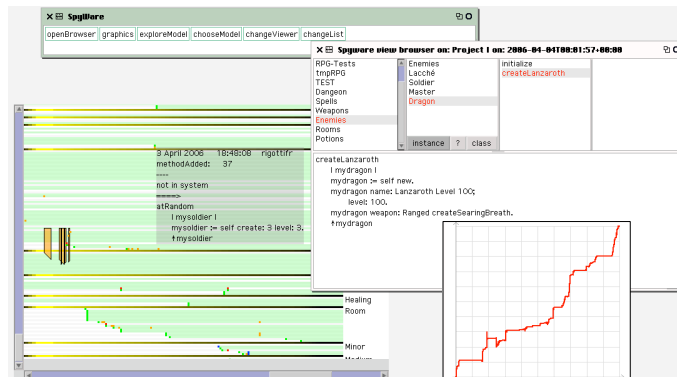 SpyWare
openBrowser graphics exploreModel chooseModel changeViewer changeList
Spyware view browser on: Project 1 on: 2006-04-04T00:01:57+00:00
RPG-Tests
tmpRPG
TEST
Dangeon
Spells
Weapons
Enemies
Rooms
Potions
Enemies
Lacché
Soldier
Master
Dragon
instance ? class
initialize
createLanzaroth
createLanzaroth
| mydragon |
mydragon := self new.
mydragon name: Lanzaroth Level 100;
level: 100.
mydragon weapon: Ranged createSearingBreath.
↑mydragon
3 April 2006 18:48:08 rigottifr
methodAdded: 37
----
not in system
====>
atRandom
| mysoldier |
mysoldier := self create: 3 level: 3.
↑mysoldier
Healing
Room
Minor
Medium